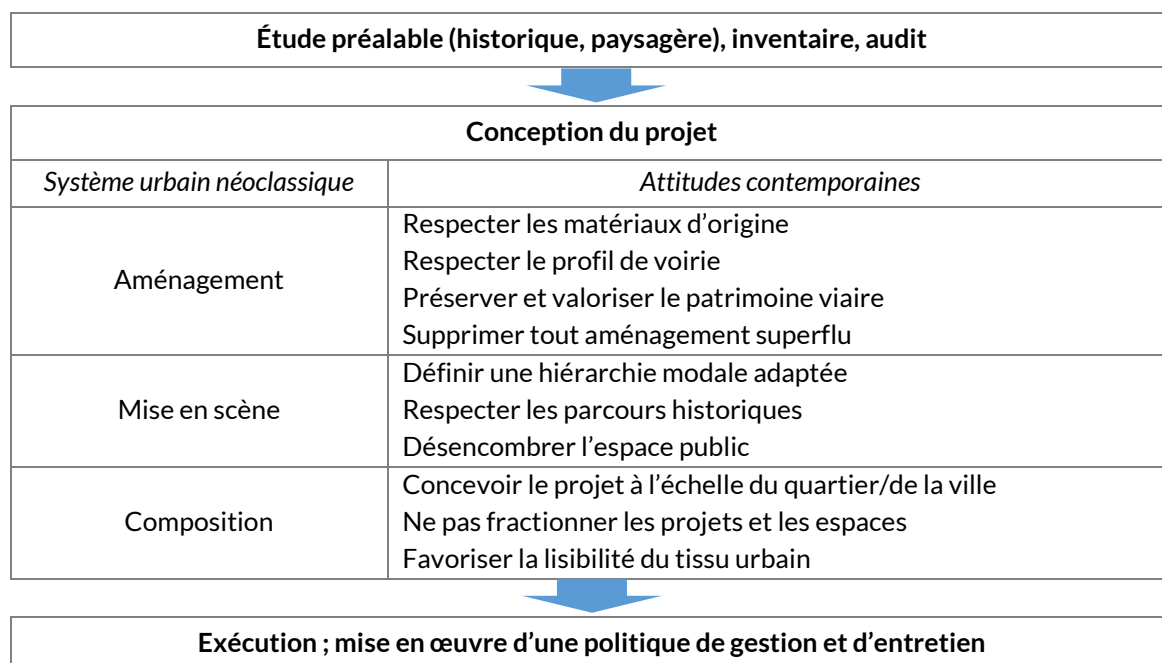 Étude préalable (historique, paysagère), inventaire, audit
Conception du projet
Système urbain néoclassique
Attitudes contemporaines
Aménagement
Respecter les matériaux d’origine
Respecter le profil de voirie
Préserver et valoriser le patrimoine viaire
Supprimer tout aménagement superflu
Mise en scène
Définir une hiérarchie modale adaptée
Respecter les parcours historiques
Désencombrer l’espace public
Composition
Concevoir le projet à l’échelle du quartier/de la ville
Ne pas fractionner les projets et les espaces
Favoriser la lisibilité du tissu urbain
Exécution ; mise en œuvre d’une politique de gestion et d’entretien